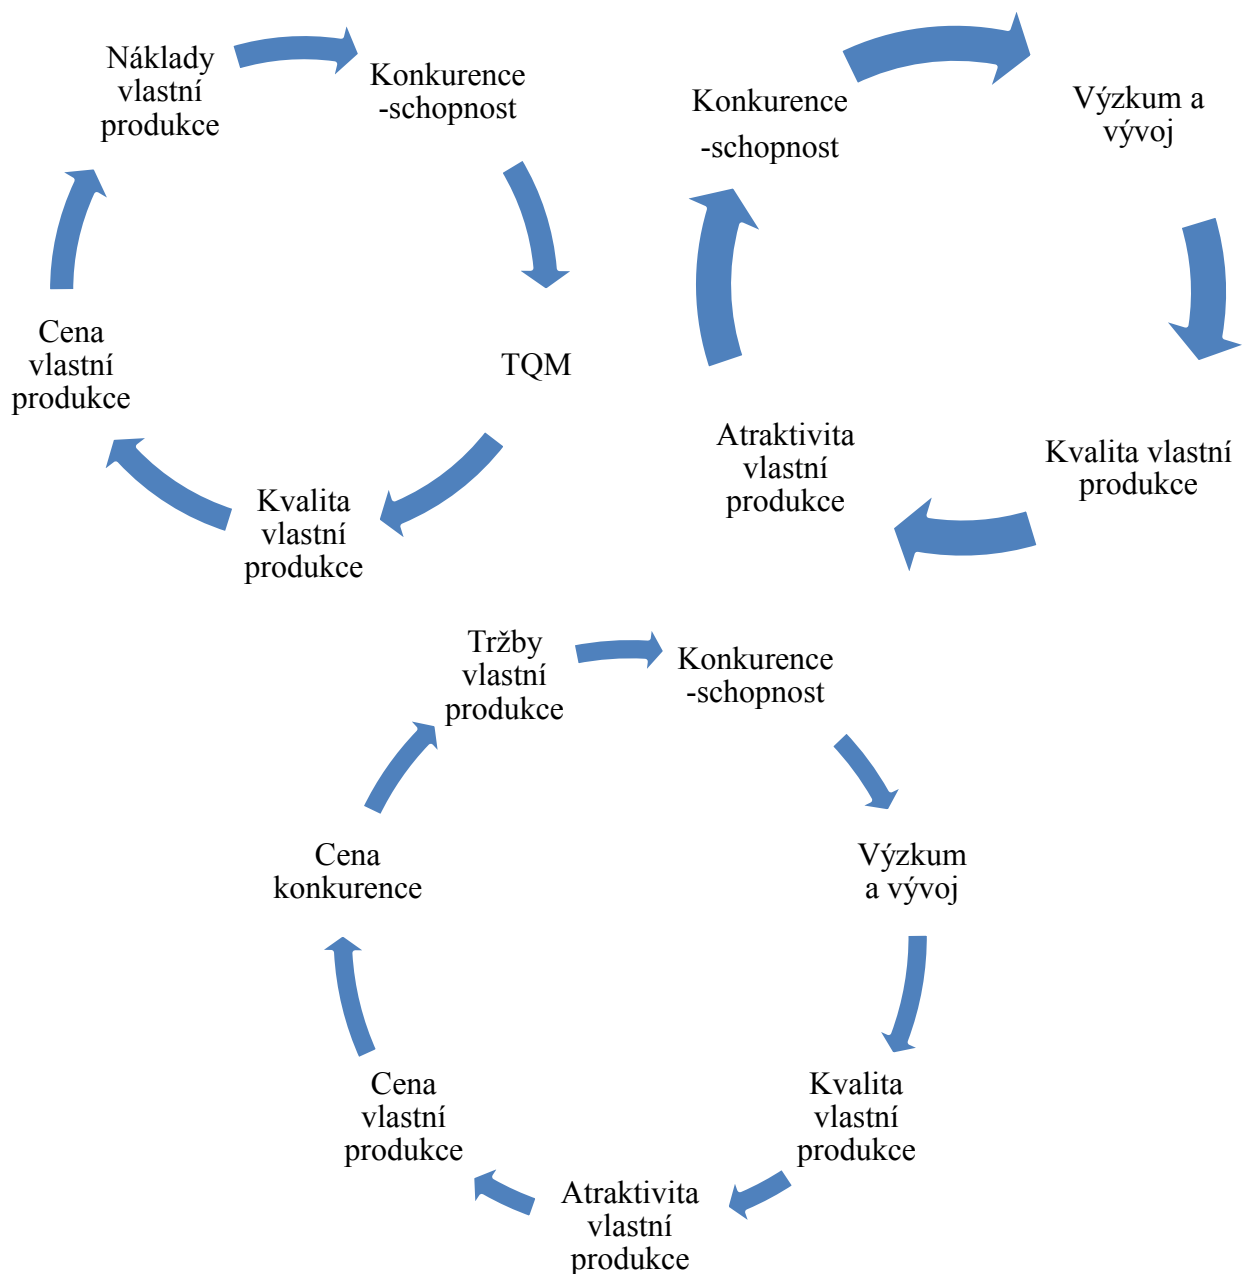 Náklady
vlastní
produkce
Konkurence
-schopnost
TQM
Kvalita
vlastní
produkce
Cena
vlastní
produkce
Konkurence
-schopnost
Výzkum a
vývoj
Kvalita vlastní
produkce
Atraktivita
vlastní
produkce
Tržby
vlastní
produkce
Konkurence
-schopnost
Výzkum
a vývoj
Kvalita
vlastní
produkce
Atraktivita
vlastní
produkce
Cena
vlastní
produkce
Cena
konkurence